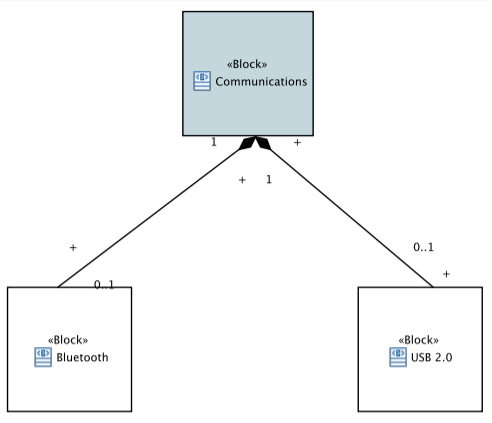 «Block»
Communications
1
+
+
1
+
0..1
0..1
+
«Block»
Bluetooth
«Block»
USB 2.0